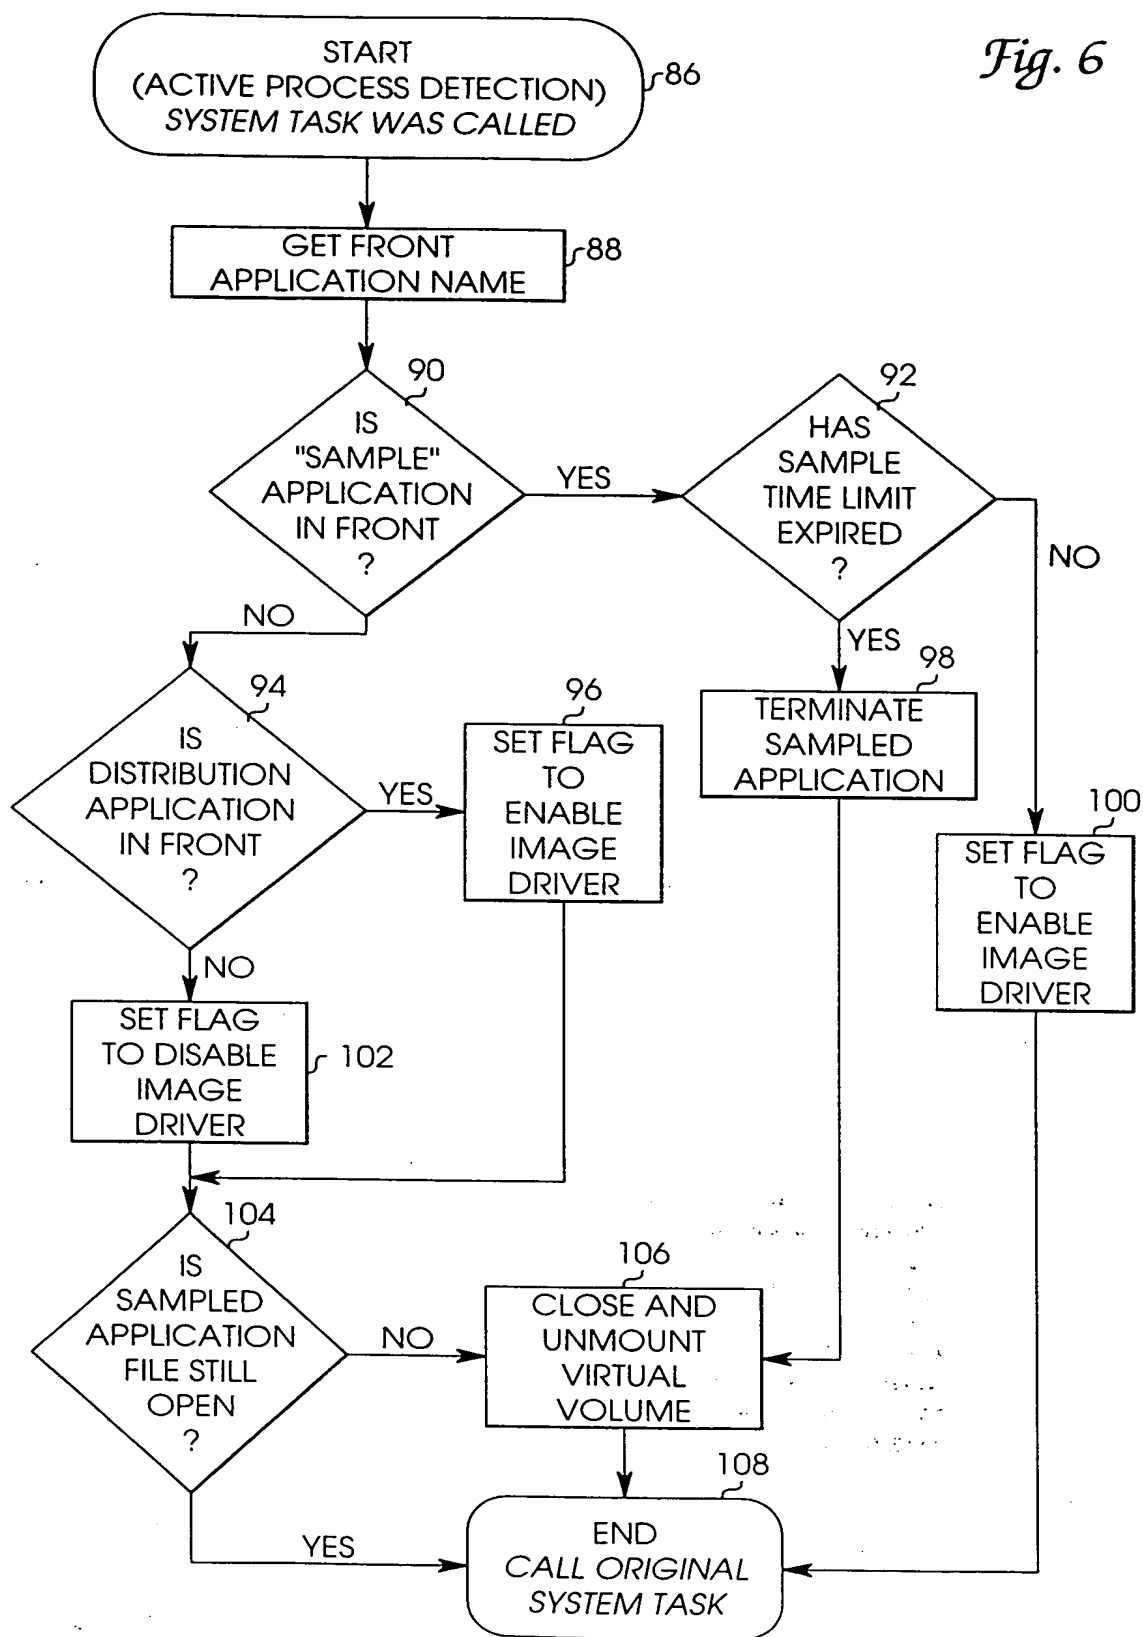 Fig. 6
START
(ACTIVE PROCESS DETECTION)
SYSTEM TASK WAS CALLED
86
GET FRONT
APPLICATION NAME
88
90
IS
"SAMPLE"
APPLICATION
IN FRONT
?
YES
NO
92
HAS
SAMPLE
TIME LIMIT
EXPIRED
?
NO
YES
94
IS
DISTRIBUTION
APPLICATION
IN FRONT
?
YES
NO
96
SET FLAG
TO
ENABLE
IMAGE
DRIVER
98
TERMINATE
SAMPLED
APPLICATION
100
SET FLAG
TO
ENABLE
IMAGE
DRIVER
SET FLAG
TO DISABLE
IMAGE
DRIVER
102
104
IS
SAMPLED
APPLICATION
FILE STILL
OPEN
?
NO
YES
106
CLOSE AND
UNMOUNT
VIRTUAL
VOLUME
108
END
CALL ORIGINAL
SYSTEM TASK